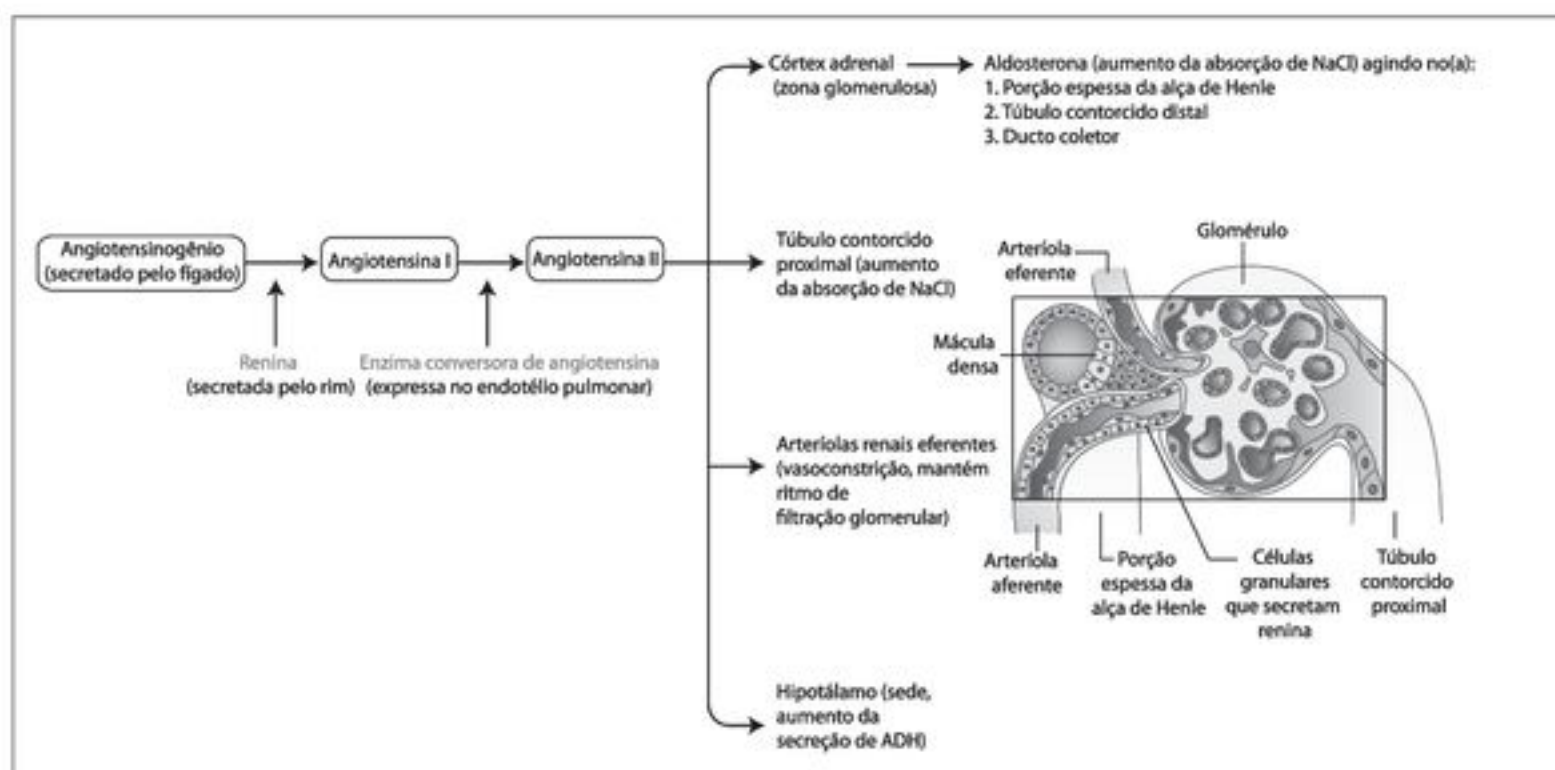 Córtex adrenal
(zona glomerulosa)
Aldosterona (aumento da absorção de NaCl) agindo no(a):
1. Porção espessa da alça de Henle
2. Túbulo contorcido distal
3. Ducto coletor
Angiotensinogênio
(secretado pelo fígado)
Angiotensina I
Angiotensina II
Renina
(secretada pelo rim)
Enzima conversora de angiotensina
(expressa no endotélio pulmonar)
Túbulo contorcido
proximal (aumento
da absorção de NaCl)
Arteríola
eferente
Glomérulo
Mácula
densa
Arteríolas renais eferentes
(vasoconstrição, mantém
ritmo de
filtração glomerular)
Arteríola
aferente
Porção
espessa da
alça de Henle
Células
granulares
que secretam
renina
Túbulo
contorcido
proximal
Hipotálamo (sede,
aumento da
secreção de ADH)